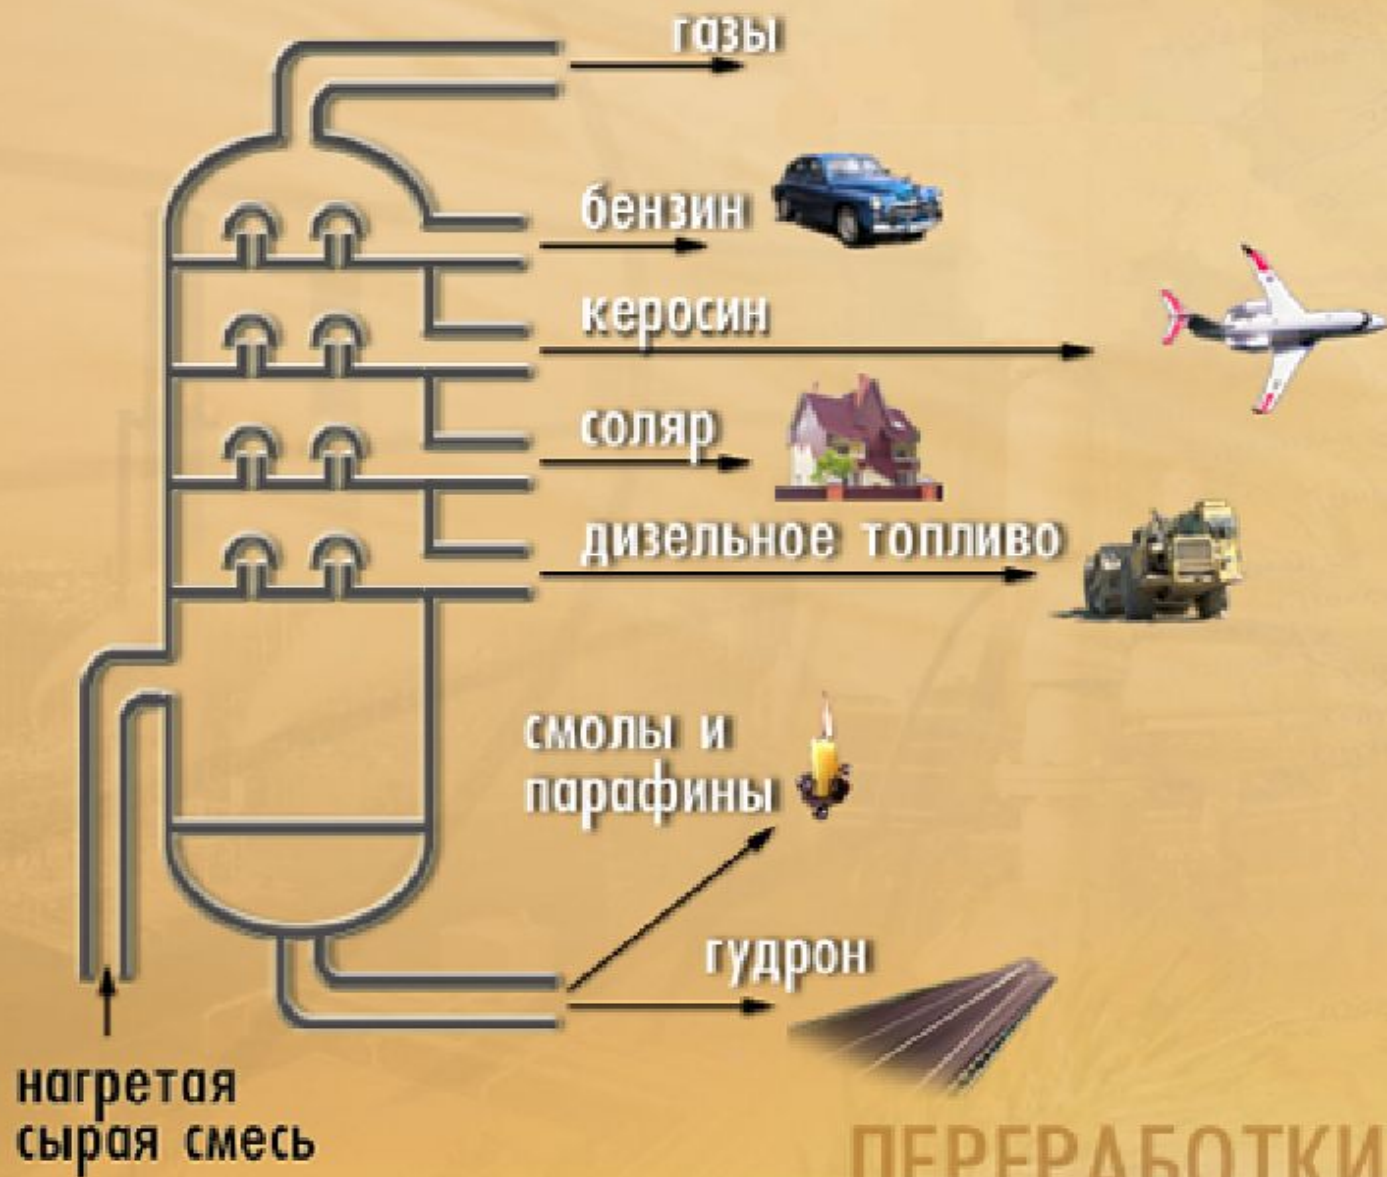 газы
бензин
керосин
соляр
дизельное топливо
смолы и
парафины
гудрон
нагретая
сырая смесь
ПЕРЕРАБОТКИ